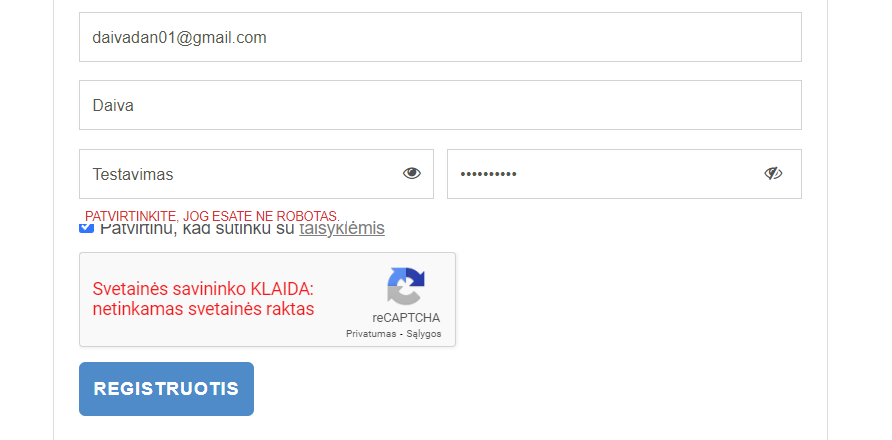 daivadan01@gmail.com
Daiva
Testavimas ••••••••••
PATVIRTINKITE, JOG ESATE NE ROBOTAS.
Patvirtinu, kad sutinku su taisyklėmis
Svetainės savininko KLAIDA:
netinkamas svetainės raktas
reCAPTCHA
Privatumas - Sąlygos
REGISTRUOTIS